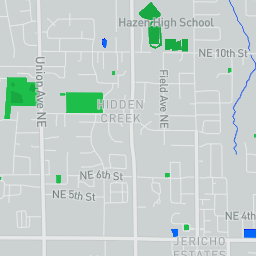 Hazen High School
NE 10th St
Union Ave NE
Field Ave NE
HIDDEN
CREEK
NE 6th St
NE 5th St
NE 4th
JERICHO
ESTATES